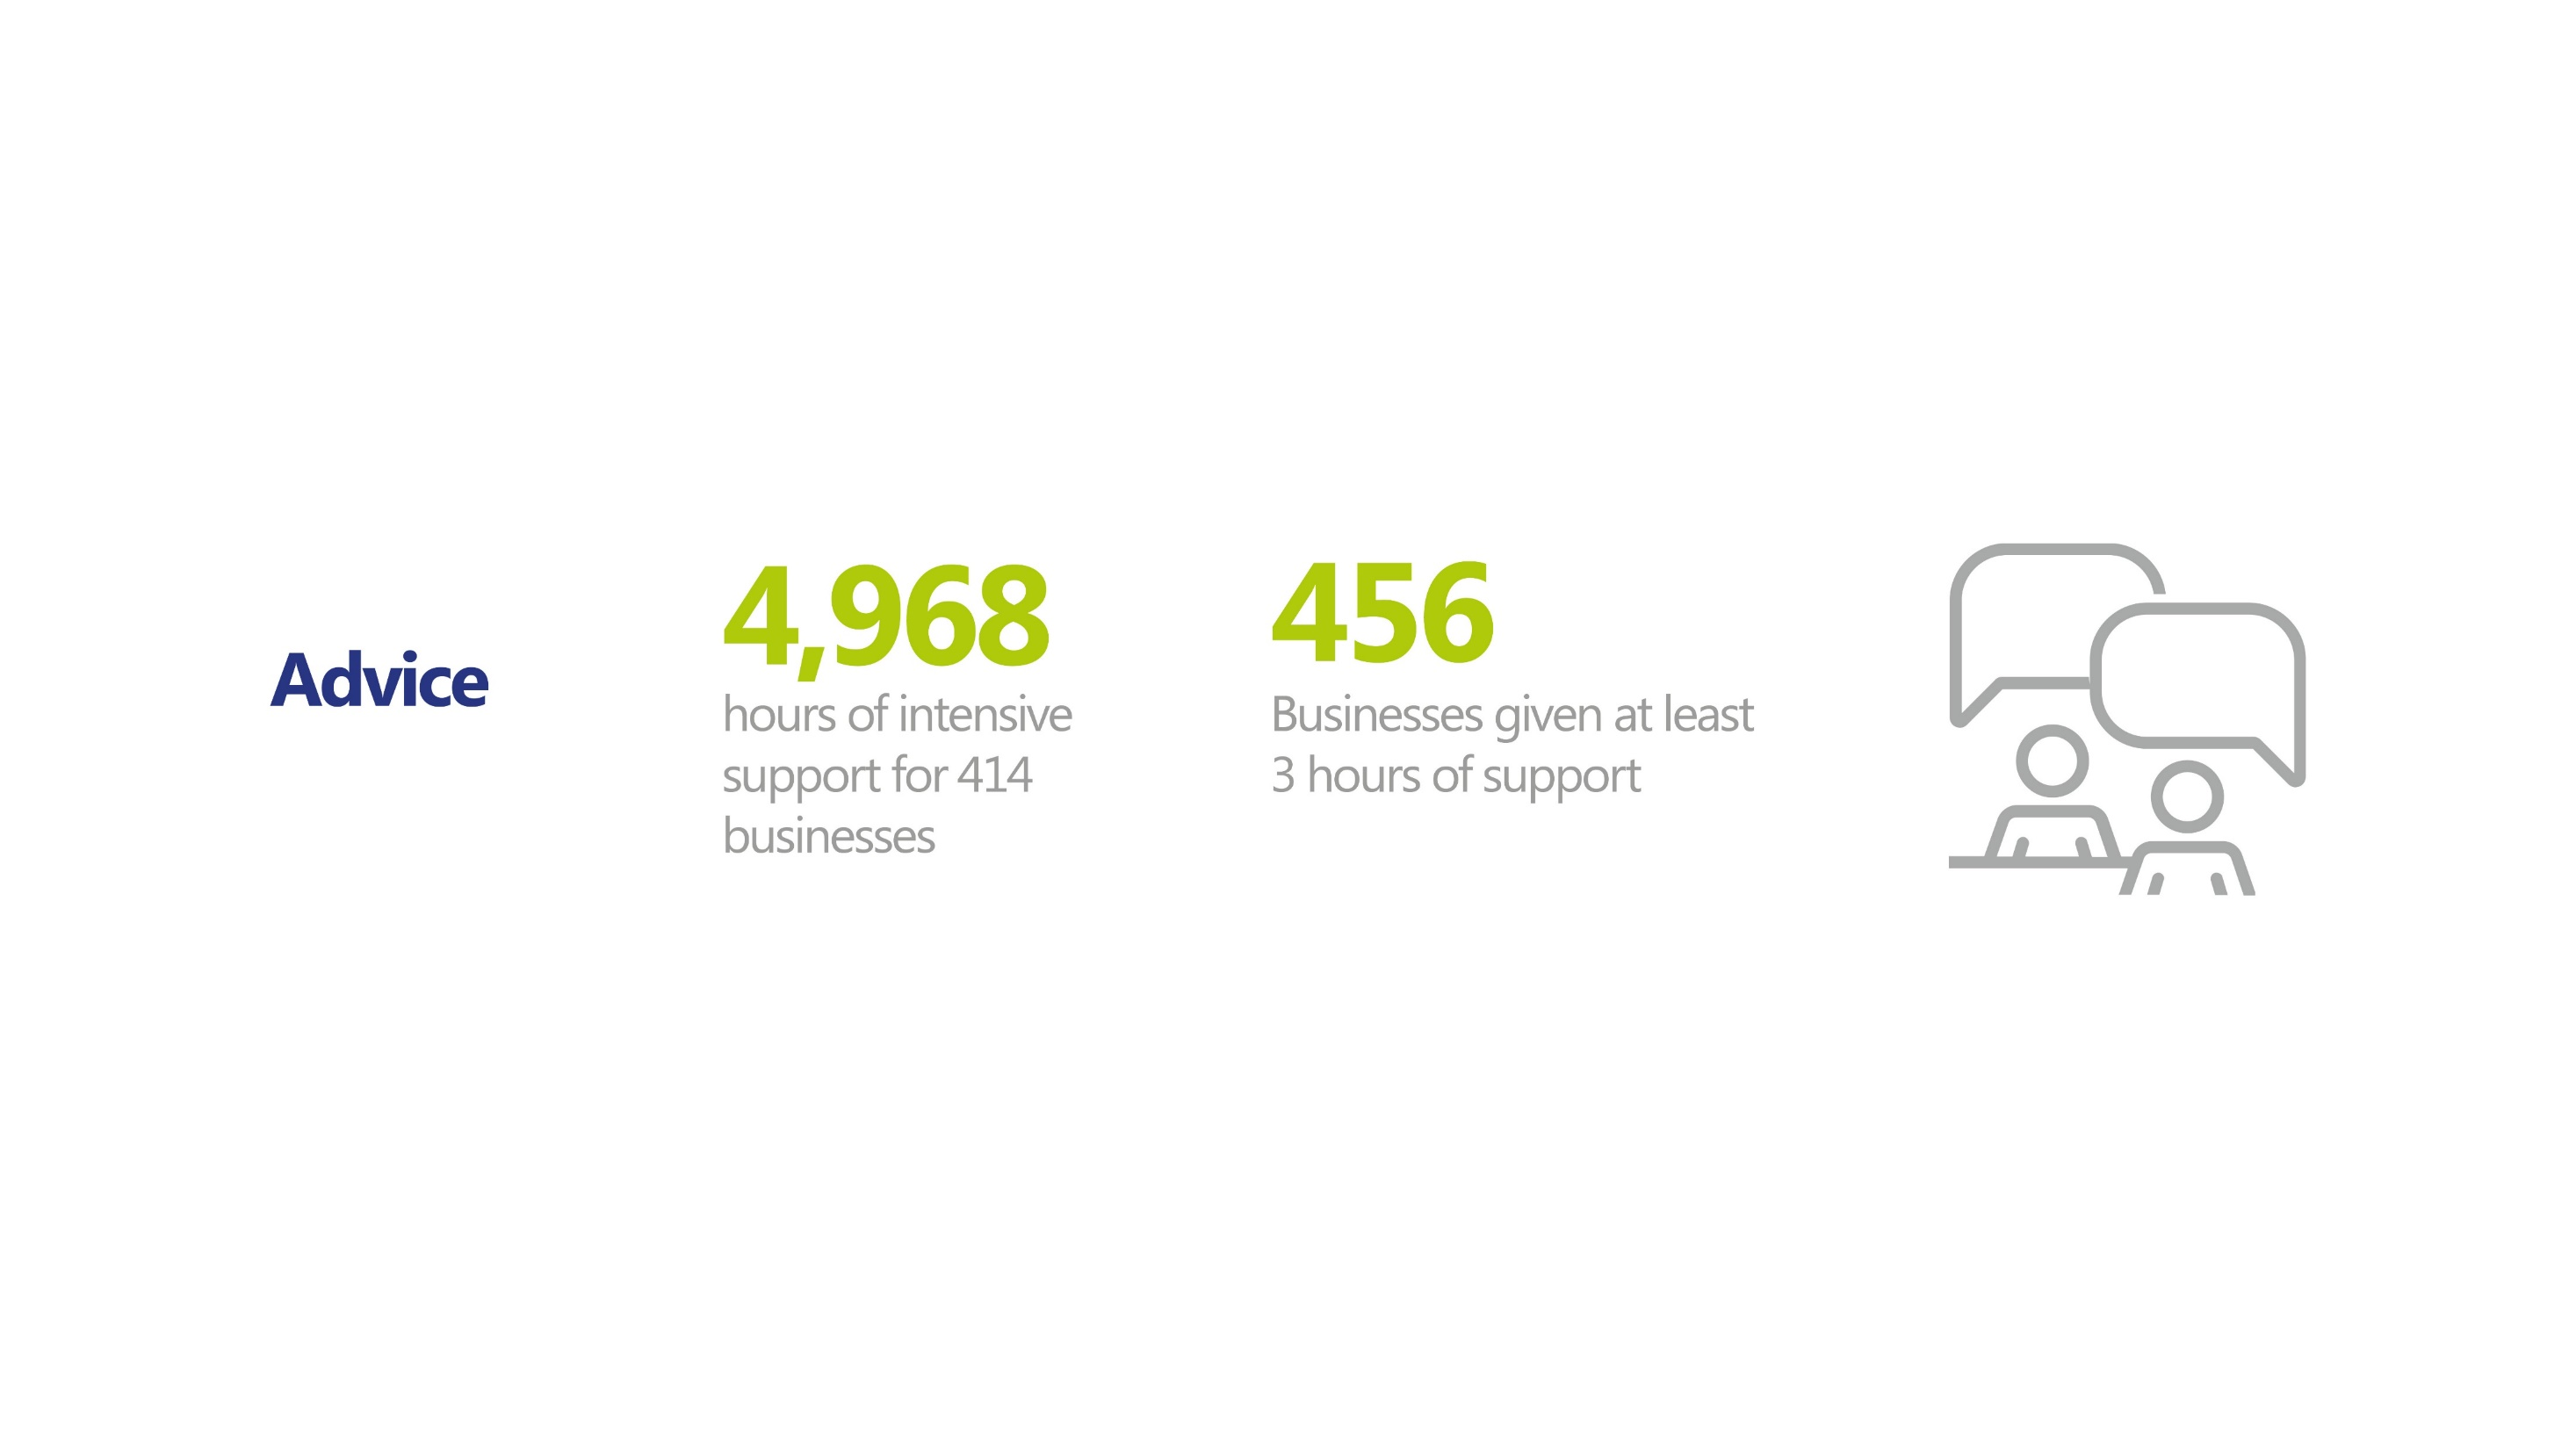 Advice
4,968
hours of intensive
support for 414
businesses
456
Businesses given at least
3 hours of support